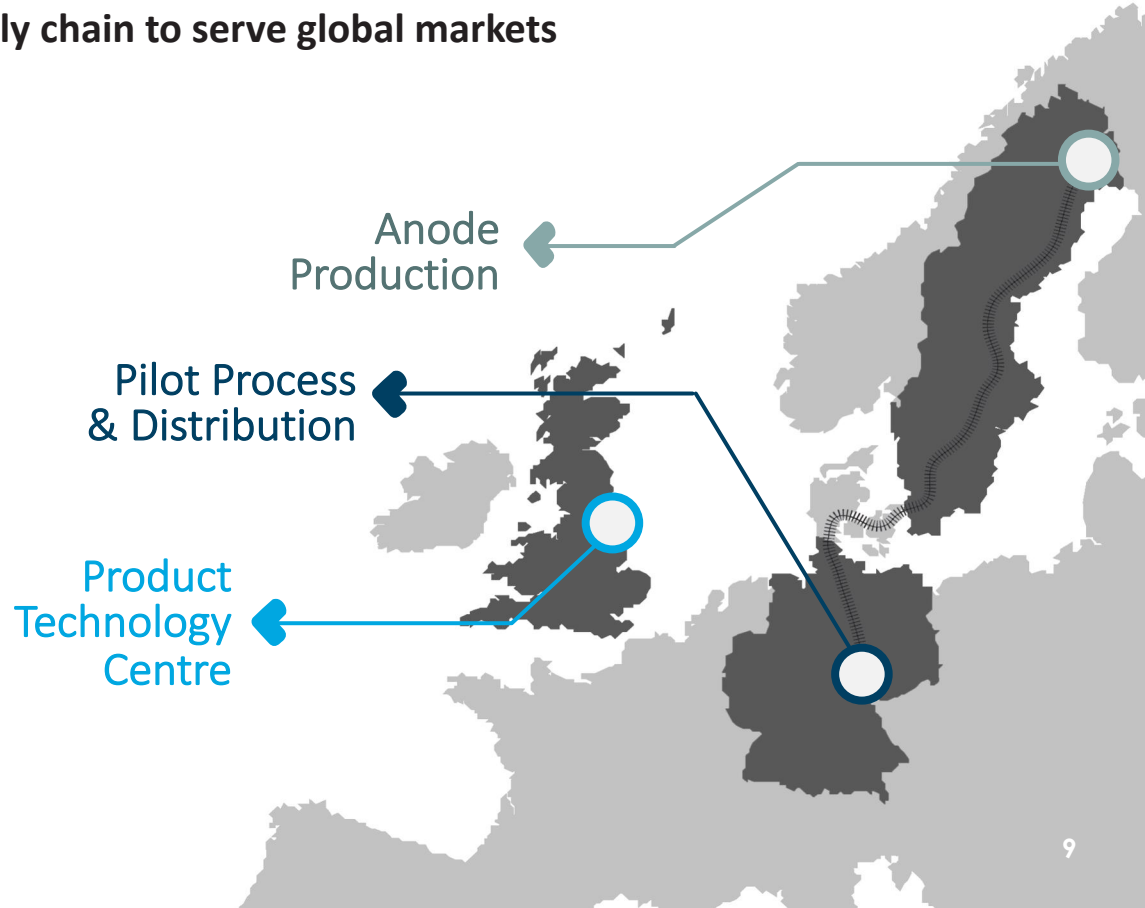 ly chain to serve global markets
Anode
Production
Pilot Process
& Distribution
Product
Technology
Centre
9